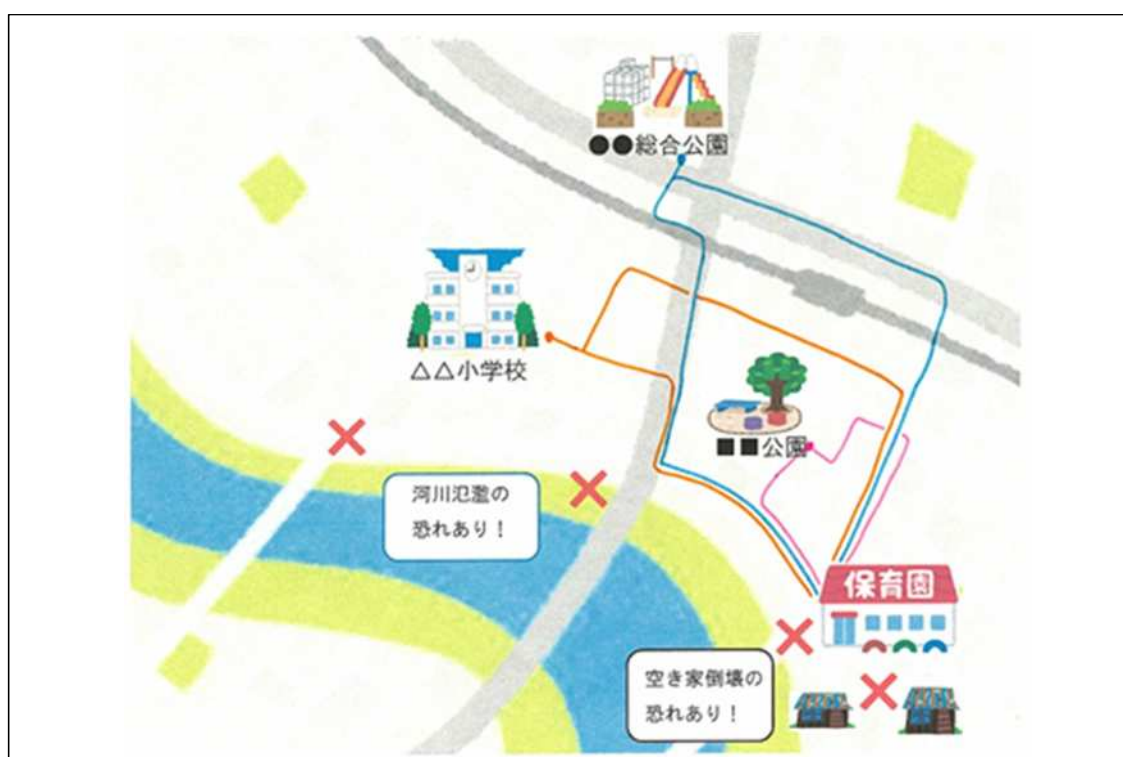 ●●総合公園
△△小学校
■■公園
河川氾濫の
恐れあり！
保育園
空き家倒壊の
恐れあり！